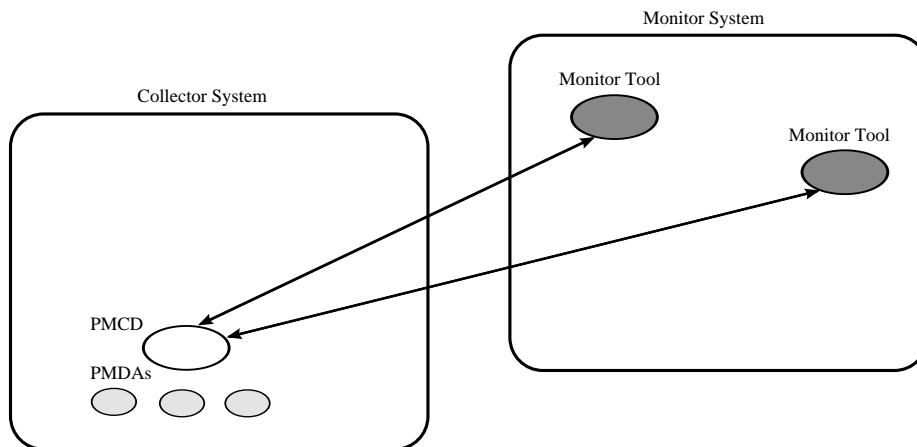 Monitor System
Monitor Tool
Collector System
Monitor Tool
PMCD
PMDAs